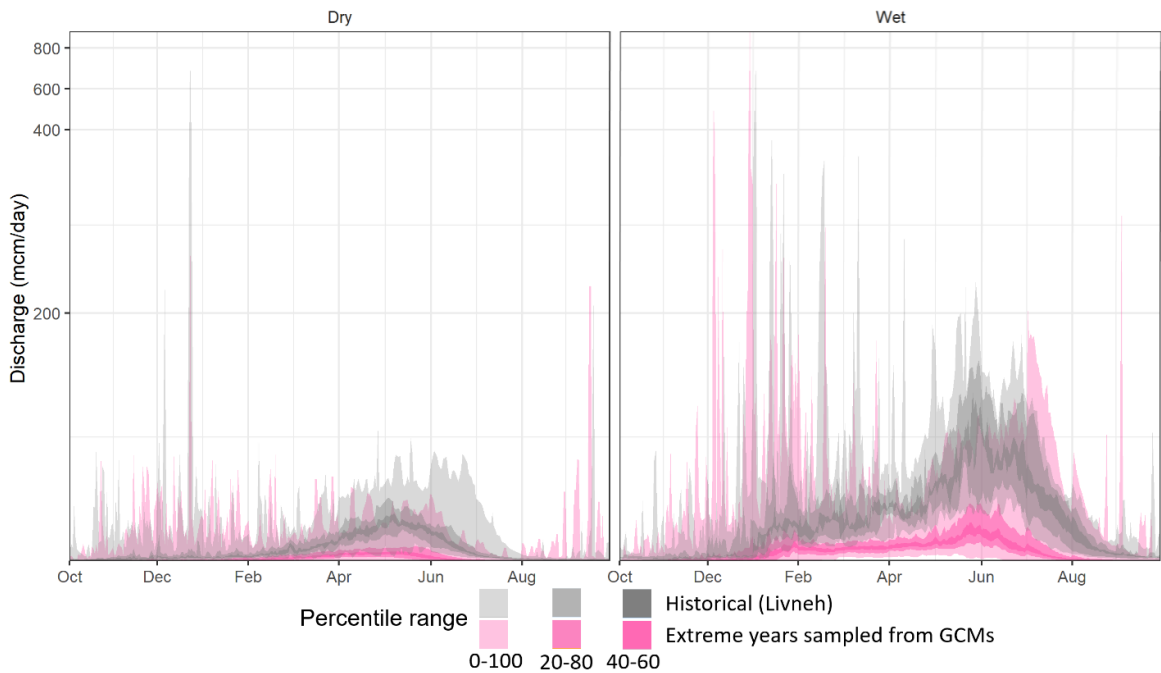 Dry
Wet
Discharge (mcm/day)
800
600
400
200
Oct Dec Feb Apr Jun Aug
Oct Dec Feb Apr Jun Aug
Percentile range
Historical (Livneh)
Extreme years sampled from GCMs
0-100 20-80 40-60